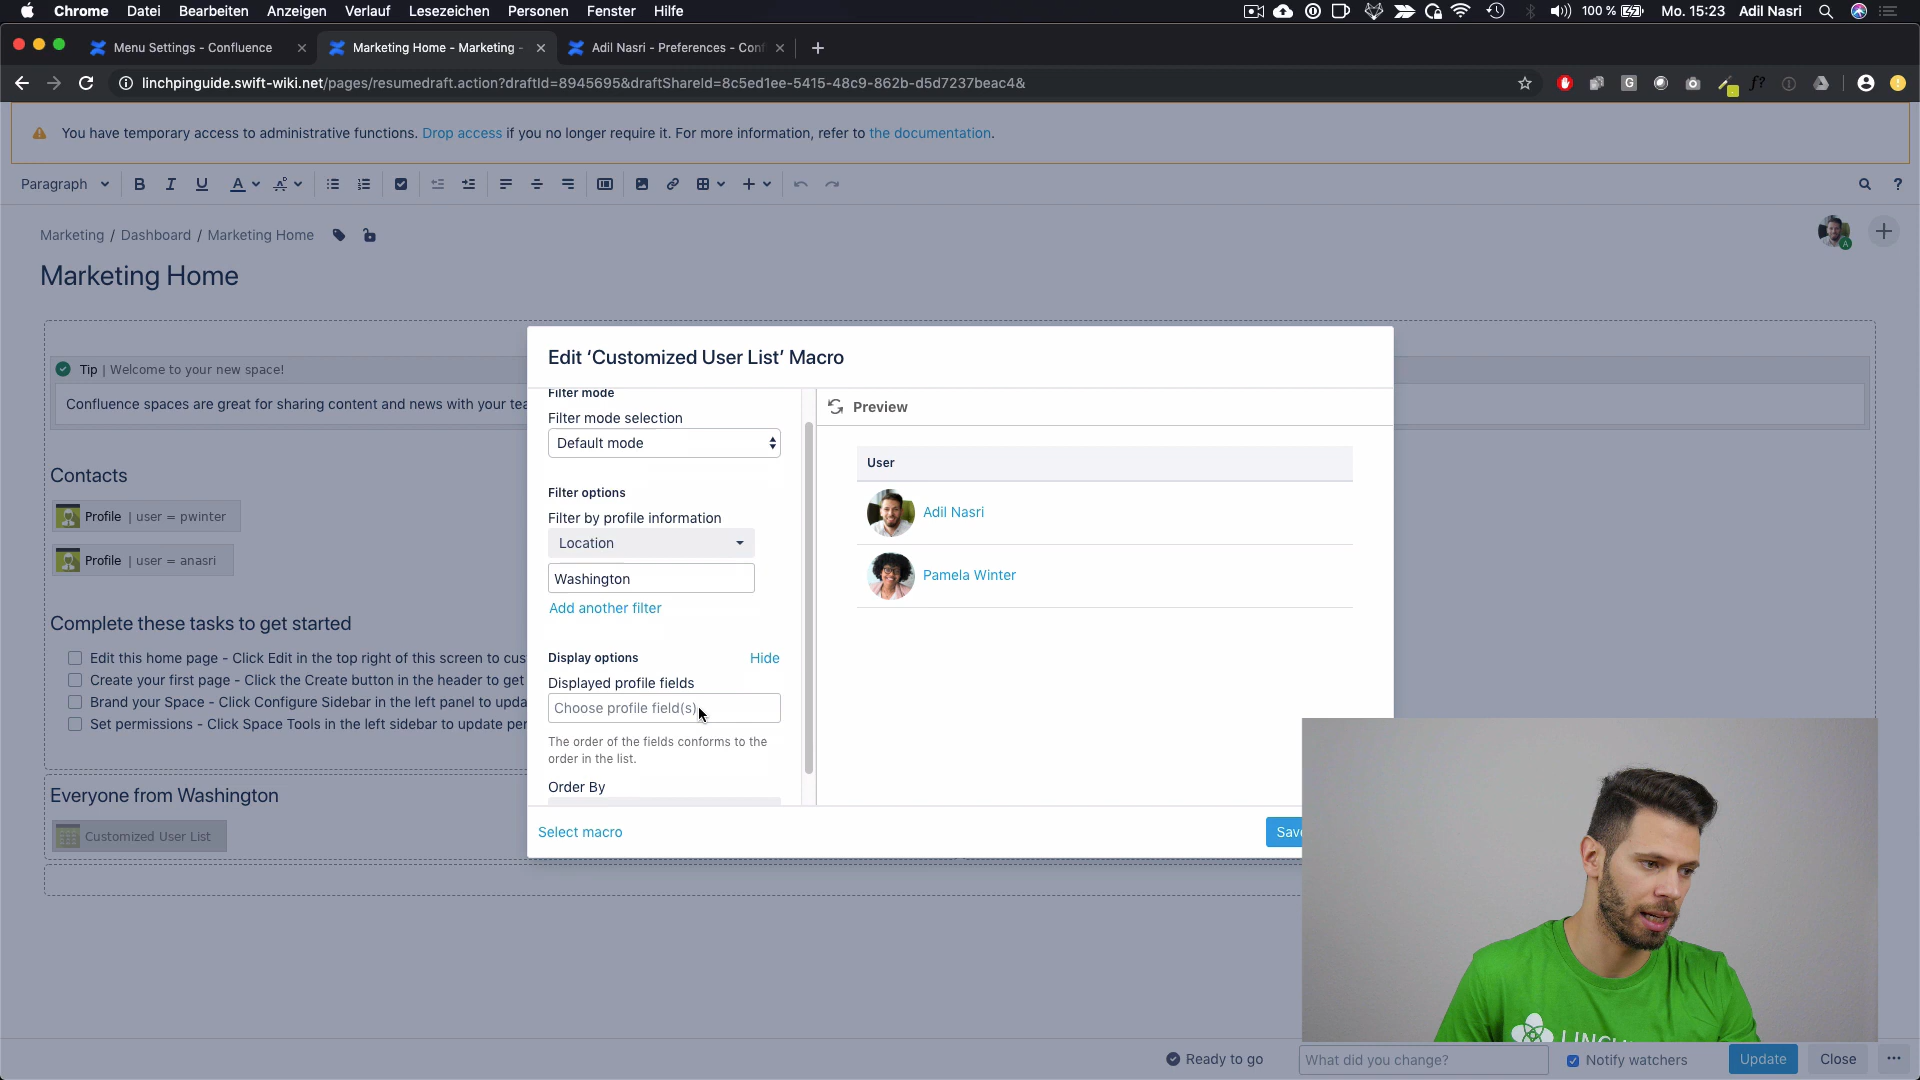 Chrome Datei Bearbeiten Anzeigen Verlauf Lesezeichen Personen Fenster Hilfe 100 % Mo. 15:23 Adil Nasri
Menu Settings - Confluence Marketing Home - Marketing - Adil Nasri - Preferences - Conf
linchpinguide.swift-wiki.net/pages/resumedraft.action?draftId=8945695&draftShareId=8c5ed1ee-5415-48c9-862b-d5d7237beac4&
You have temporary access to administrative functions. Drop access if you no longer require it. For more information, refer to the documentation.
Paragraph
Marketing / Dashboard / Marketing Home
Marketing Home
Tip | Welcome to your new space!
Confluence spaces are great for sharing content and news with your tea
Contacts
Profile | user = pwinter
Profile | user = anasri
Complete these tasks to get started
Edit this home page - Click Edit in the top right of this screen to cus
Create your first page - Click the Create button in the header to get
Brand your Space - Click Configure Sidebar in the left panel to upda
Set permissions - Click Space Tools in the left sidebar to update per
Everyone from Washington
Customized User List
Edit ‘Customized User List’ Macro
Filter mode
Filter mode selection
Default mode
Filter options
Filter by profile information
Location
Washington
Add another filter
Display options Hide
Displayed profile fields
Choose profile field(s)
The order of the fields conforms to the
order in the list.
Order By
Preview
User
Adil Nasri
Pamela Winter
Select macro
Save
Ready to go What did you change? Notify watchers Update Close